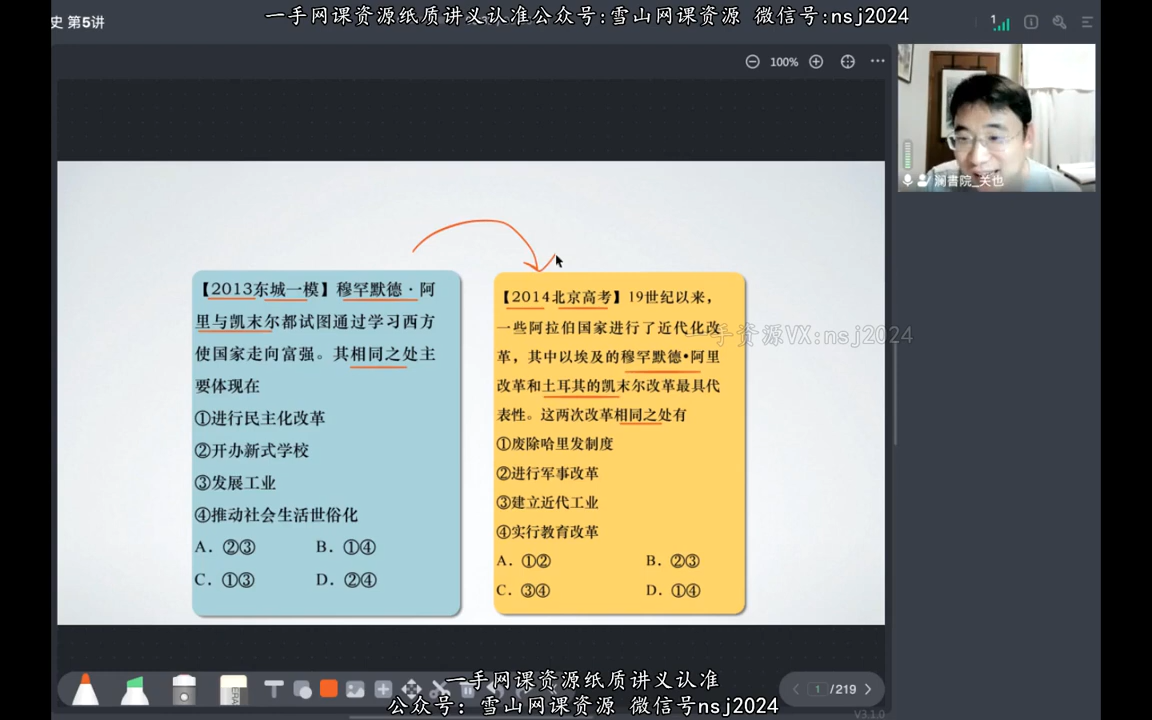 一手网课资源纸质讲义认准公众号:雪山网课资源 微信号:nsj2024
史 第5讲
1
100%
澜書院_关也
【2013东城一模】穆罕默德·阿
里与凯末尔都试图通过学习西方
使国家走向富强。其相同之处主
要体现在
①进行民主化改革
②开办新式学校
③发展工业
④推动社会生活世俗化
A. ②③ B. ①④
C. ①③ D. ②④
【2014北京高考】19世纪以来，
一些阿拉伯国家进行了近代化改
革，其中以埃及的穆罕默德•阿里
改革和土耳其的凯末尔改革最具代
表性。这两次改革相同之处有
①废除哈里发制度
②进行军事改革
③建立近代工业
④实行教育改革
A. ①② B. ②③
C. ③④ D. ①④
一手资源VX:nsj2024
一手网课资源纸质讲义认准
公众号: 雪山网课资源 微信号nsj2024
1 /219
V3.1.0